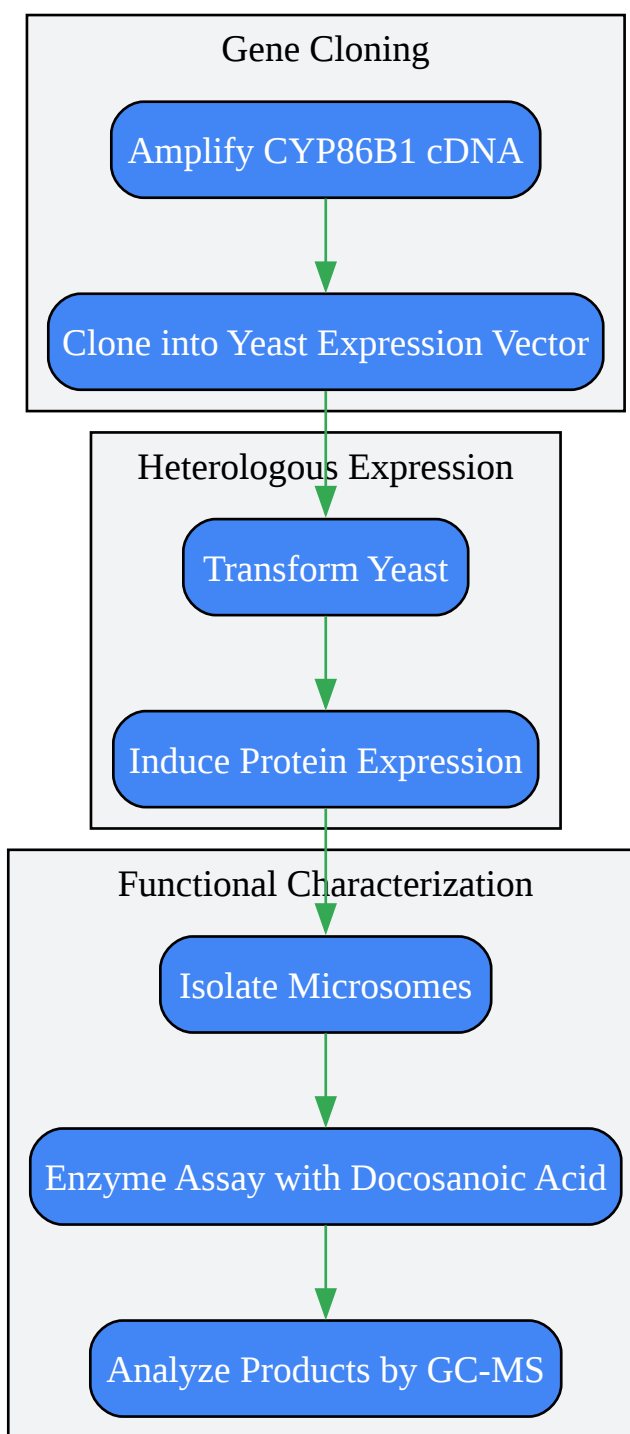 Gene Cloning
Amplify CYP86B1 cDNA
Clone into Yeast Expression Vector
Heterologous Expression
Transform Yeast
Induce Protein Expression
Functional Characterization
Isolate Microsomes
Enzyme Assay with Docosanoic Acid
Analyze Products by GC-MS